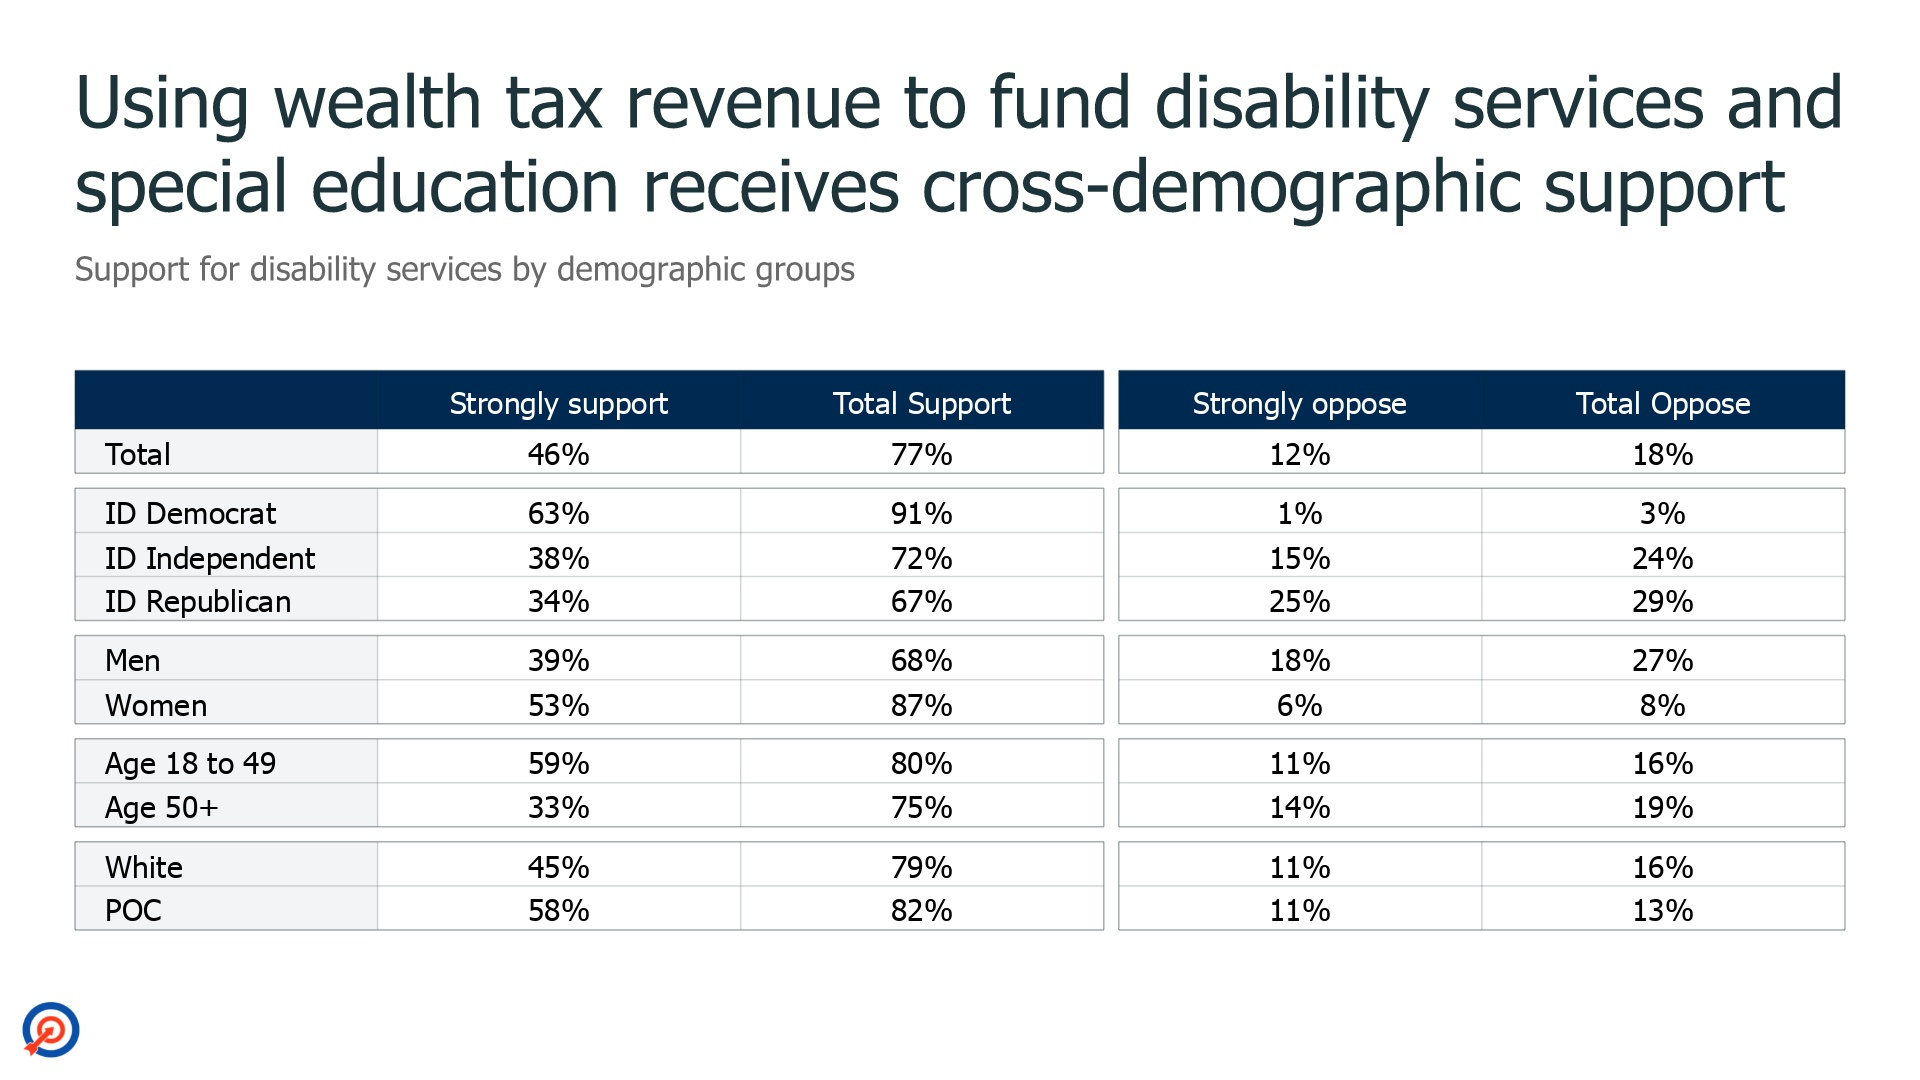 Using wealth tax revenue to fund disability services and
special education receives cross-demographic support
Support for disability services by demographic groups
Strongly support Total Support Strongly oppose Total Oppose
Total 46% 77% 12% 18%
ID Democrat 63% 91% 1% 3%
ID Independent 38% 72% 15% 24%
ID Republican 34% 67% 25% 29%
Men 39% 68% 18% 27%
Women 53% 87% 6% 8%
Age 18 to 49 59% 80% 11% 16%
Age 50+ 33% 75% 14% 19%
White 45% 79% 11% 16%
POC 58% 82% 11% 13%